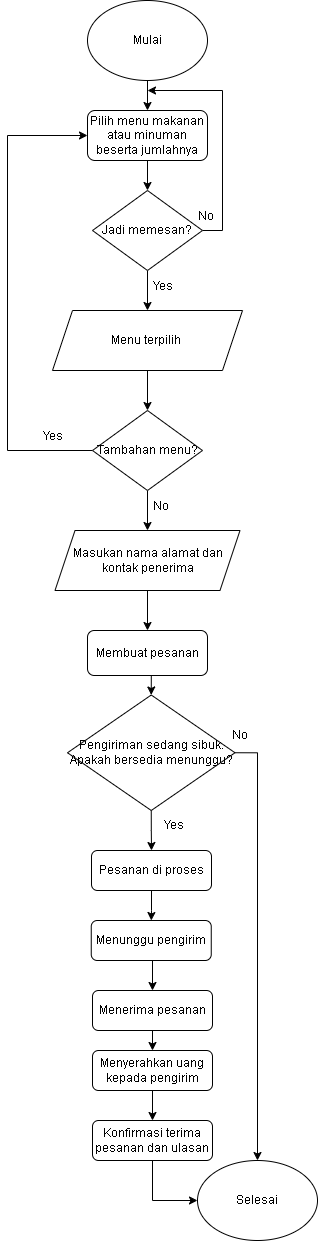 Mulai
Pilih menu makanan
atau minuman
beserta jumlahnya
No
Jadi memesan?
Yes
Menu terpilih
Yes
Tambahan menu?
No
Masukan nama alamat dan
kontak penerima
Membuat pesanan
No
Pengiriman sedang sibuk.
Apakah bersedia menunggu?
Yes
Pesanan di proses
Menunggu pengirim
Menerima pesanan
Menyerahkan uang
kepada pengirim
Konfirmasi terima
pesanan dan ulasan
Selesai